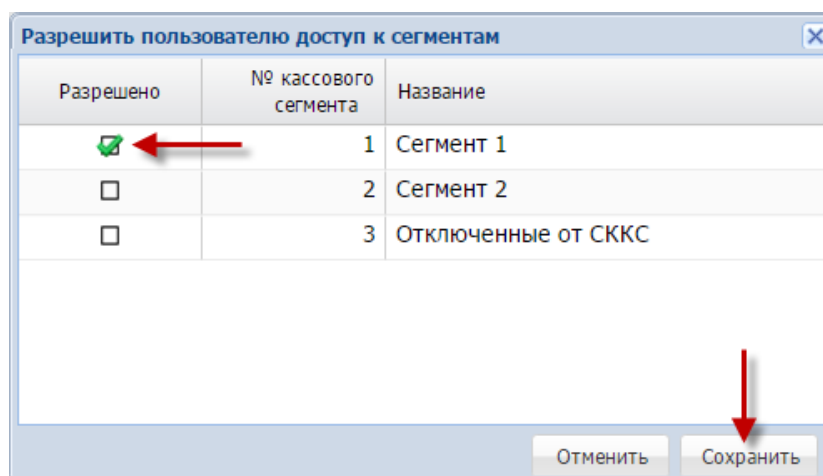 Разрешить пользователю доступ к сегментам
Разрешено № кассового сегмента Название
1 Сегмент 1
2 Сегмент 2
3 Отключенные от СККС
Отменить Сохранить